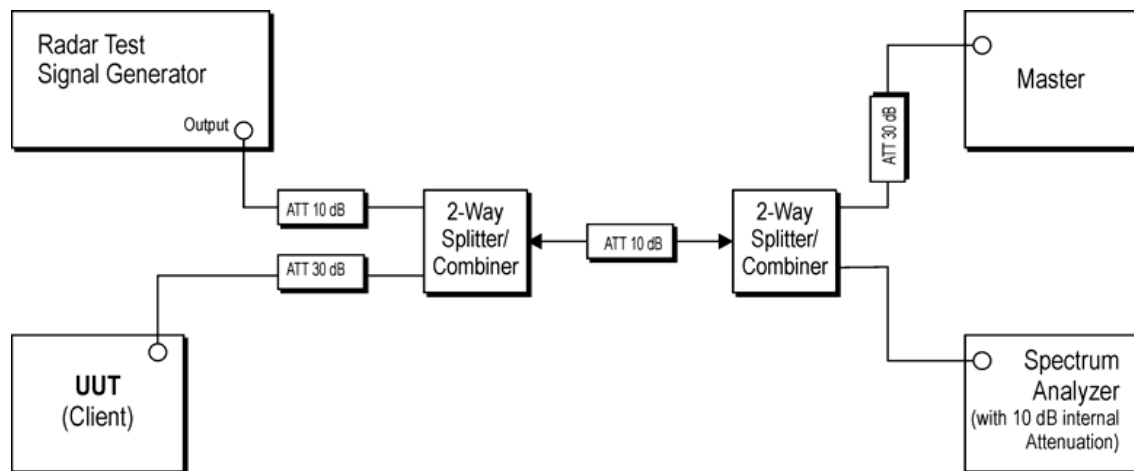 Radar Test
Signal Generator
Output
ATT 10 dB
ATT 30 dB
UUT
(Client)
2-Way
Splitter/
Combiner
ATT 10 dB
2-Way
Splitter/
Combiner
ATT 30 dB
Master
Spectrum
Analyzer
(with 10 dB internal
Attenuation)